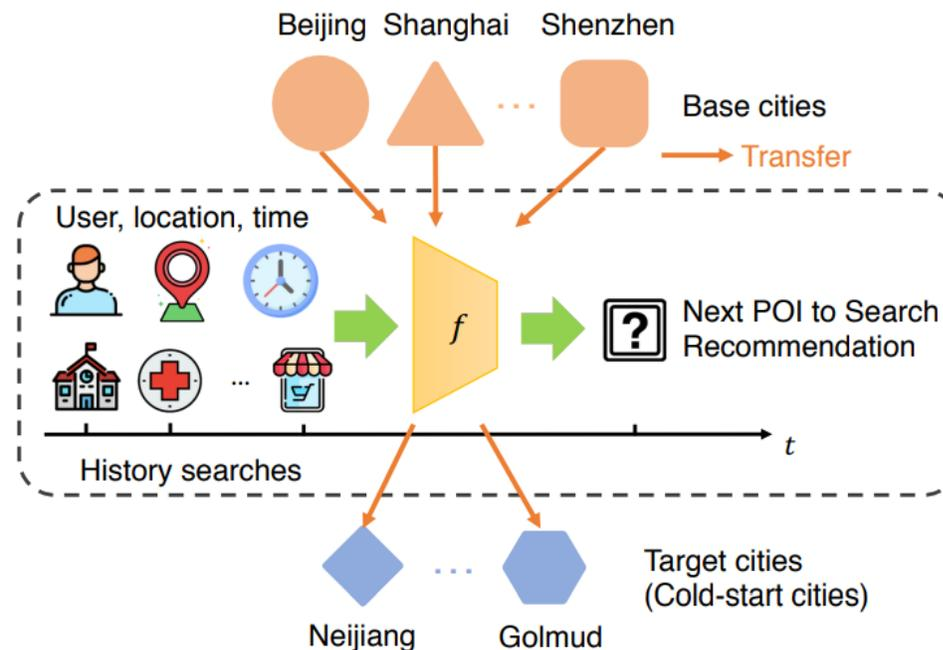 Beijing Shanghai Shenzhen
... Base cities
Transfer
User, location, time
f
?
Next POI to Search
Recommendation
...
t
History searches
Target cities
...
(Cold-start cities)
Neijiang Golmud